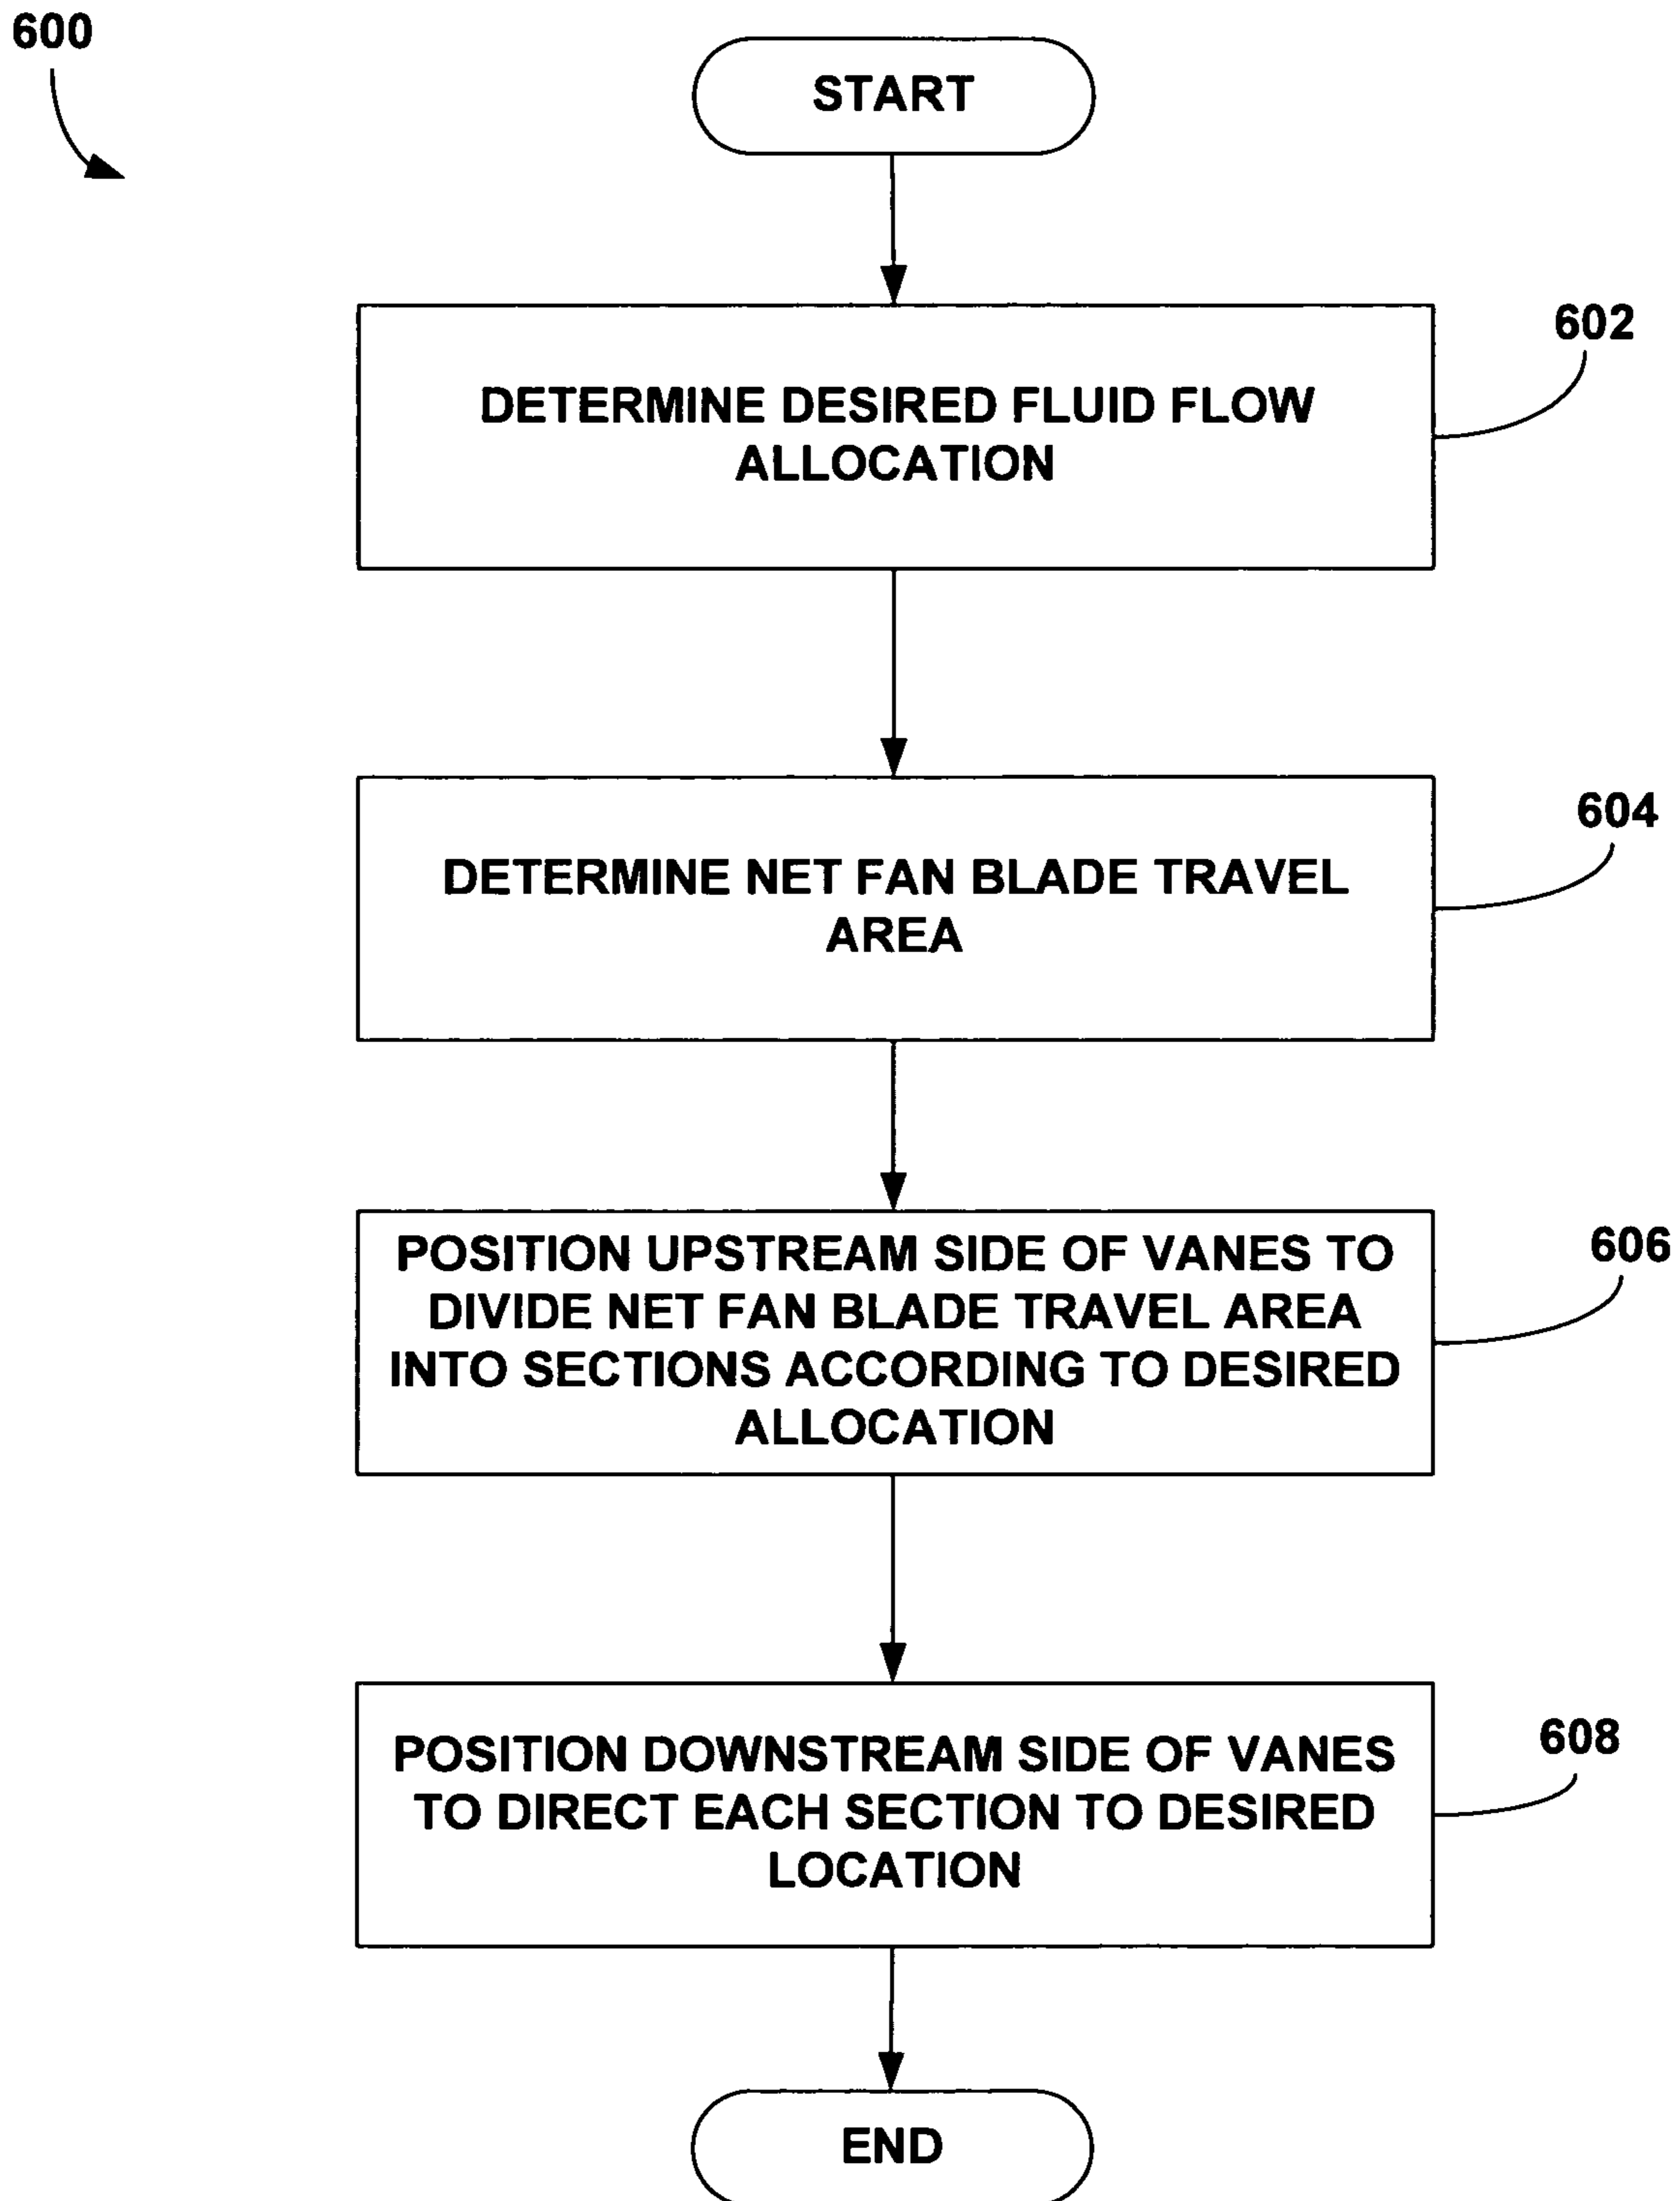 600
START
602
DETERMINE DESIRED FLUID FLOW
ALLOCATION
604
DETERMINE NET FAN BLADE TRAVEL
AREA
606
POSITION UPSTREAM SIDE OF VANES TO
DIVIDE NET FAN BLADE TRAVEL AREA
INTO SECTIONS ACCORDING TO DESIRED
ALLOCATION
608
POSITION DOWNSTREAM SIDE OF VANES
TO DIRECT EACH SECTION TO DESIRED
LOCATION
END